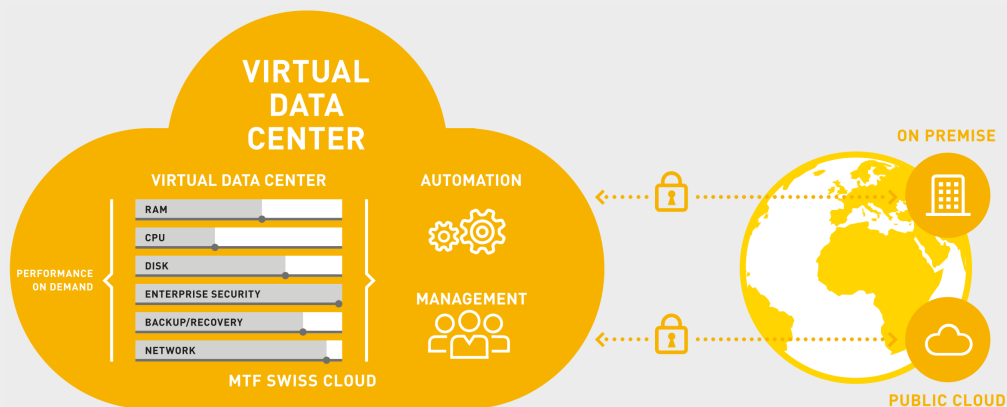 VIRTUAL
DATA
CENTER
VIRTUAL DATA CENTER
RAM
CPU
DISK
ENTERPRISE SECURITY
BACKUP/RECOVERY
NETWORK
PERFORMANCE
ON DEMAND
MTF SWISS CLOUD
AUTOMATION
MANAGEMENT
ON PREMISE
PUBLIC CLOUD